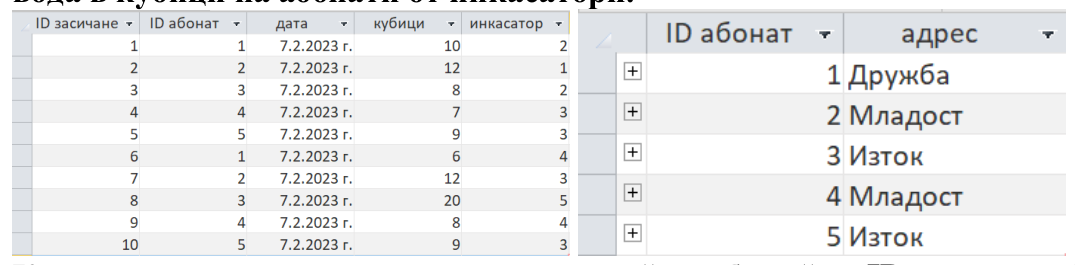 вода в кубици на абонати от инкасатори.
ID засичане ID абонат дата кубици инкасатор
1 1 7.2.2023 г. 10 2
2 2 7.2.2023 г. 12 1
3 3 7.2.2023 г. 8 2
4 4 7.2.2023 г. 7 3
5 5 7.2.2023 г. 9 3
6 1 7.2.2023 г. 6 4
7 2 7.2.2023 г. 12 3
8 3 7.2.2023 г. 20 5
9 4 7.2.2023 г. 8 4
10 5 7.2.2023 г. 9 3
ID абонат адрес
1 Дружба
2 Младост
3 Изток
4 Младост
5 Изток